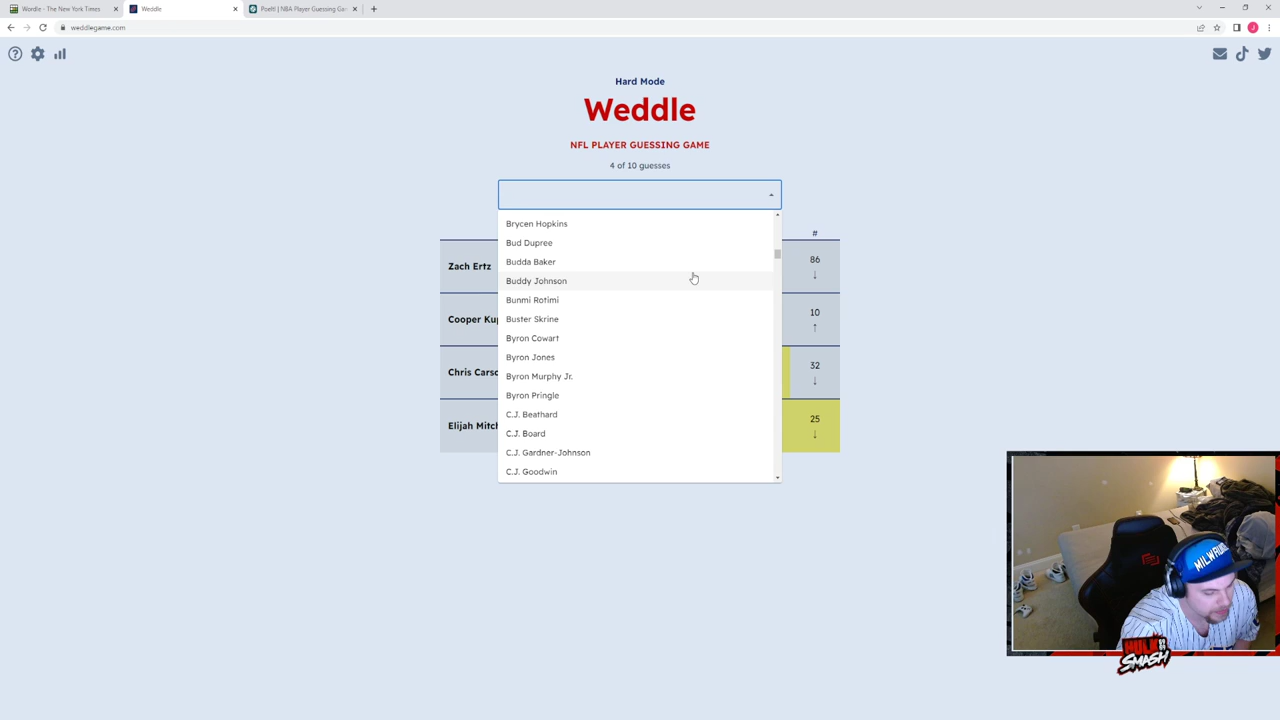 Wordle - The New York Times
Weddle
Poeltl | NBA Player Guessing Ga
weddlegame.com
J
Hard Mode
Weddle
NFL PLAYER GUESSING GAME
4 of 10 guesses
#
Brycen Hopkins
Bud Dupree
Budda Baker
Buddy Johnson
Bunmi Rotimi
Buster Skrine
Byron Cowart
Byron Jones
Byron Murphy Jr.
Byron Pringle
C.J. Beathard
C.J. Board
C.J. Gardner-Johnson
C.J. Goodwin
Zach Ertz 86
↓
Cooper Kup 10
↑
Chris Carso 32
↓
Elijah Mitch 25
↓
MILWAUKE
HULK
SMASH